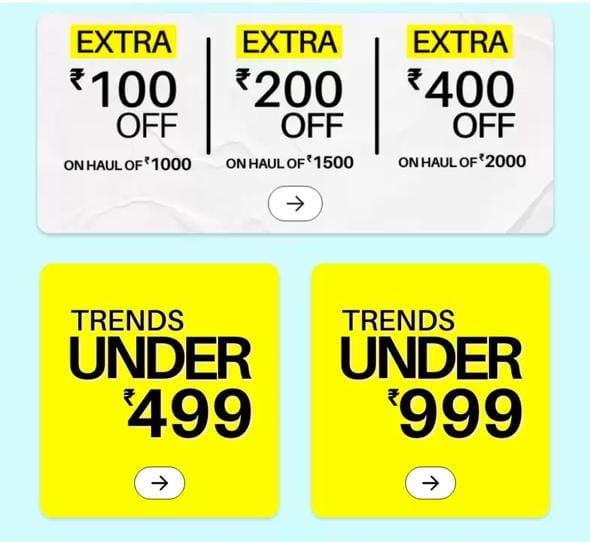 EXTRA
₹100
OFF
ON HAUL OF ₹1000
EXTRA
₹200
OFF
ON HAUL OF ₹1500
EXTRA
₹400
OFF
ON HAUL OF ₹2000
TRENDS
UNDER
₹499
TRENDS
UNDER
₹999